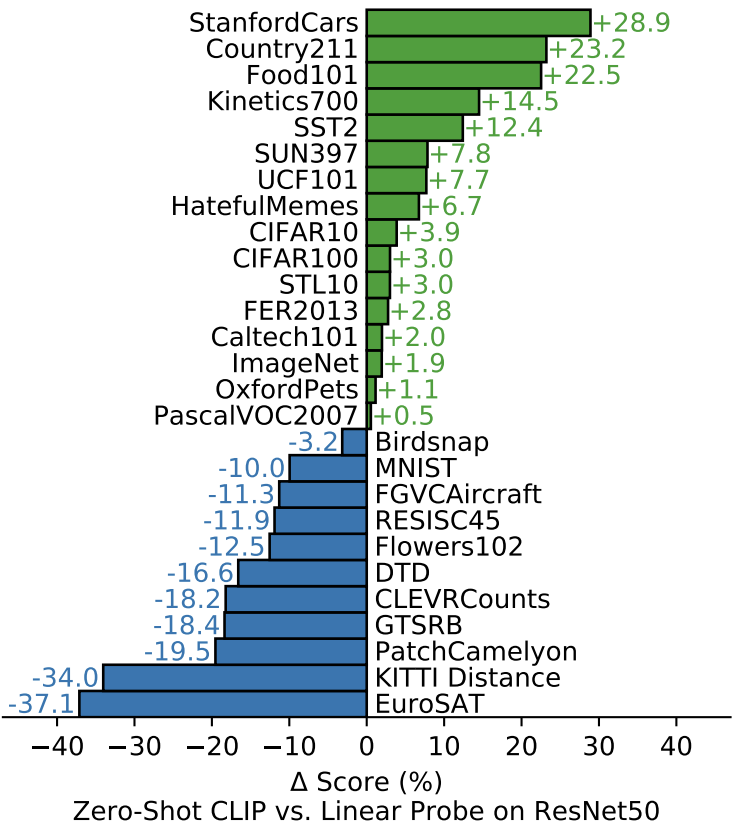 StanfordCars +28.9
Country211 +23.2
Food101 +22.5
Kinetics700 +14.5
SST2 +12.4
SUN397 +7.8
UCF101 +7.7
HatefulMemes +6.7
CIFAR10 +3.9
CIFAR100 +3.0
STL10 +3.0
FER2013 +2.8
Caltech101 +2.0
ImageNet +1.9
OxfordPets +1.1
PascalVOC2007 +0.5
-3.2 Birdsnap
-10.0 MNIST
-11.3 FGVCAircraft
-11.9 RESISC45
-12.5 Flowers102
-16.6 DTD
-18.2 CLEVRCounts
-18.4 GTSRB
-19.5 PatchCamelyon
-34.0 KITTI Distance
-37.1 EuroSAT
−40 −30 −20 −10 0 10 20 30 40
Δ Score (%)
Zero-Shot CLIP vs. Linear Probe on ResNet50